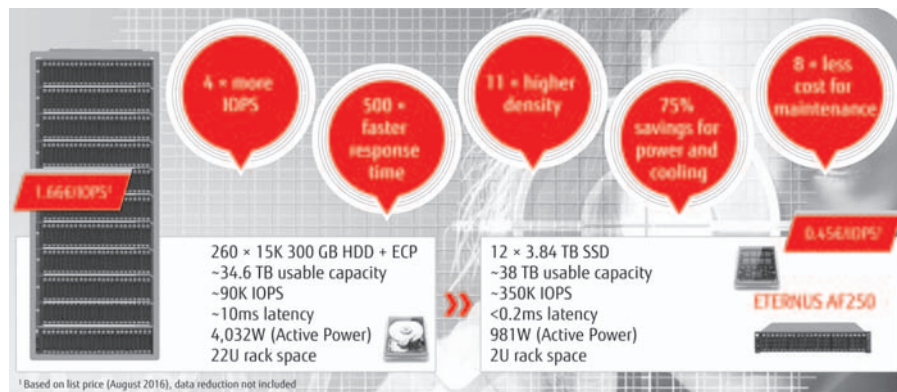 4 × more
IOPS
500 ×
faster
response
time
11 × higher
density
75%
savings for
power and
cooling
8 × less
cost for
maintenance
1.66€/IOPS¹
260 × 15K 300 GB HDD + ECP
~34.6 TB usable capacity
~90K IOPS
~10ms latency
4,032W (Active Power)
22U rack space
12 × 3.84 TB SSD
~38 TB usable capacity
~350K IOPS
<0.2ms latency
981W (Active Power)
2U rack space
0.45€/IOPS¹
ETERNUS AF250
¹ Based on list price (August 2016), data reduction not included